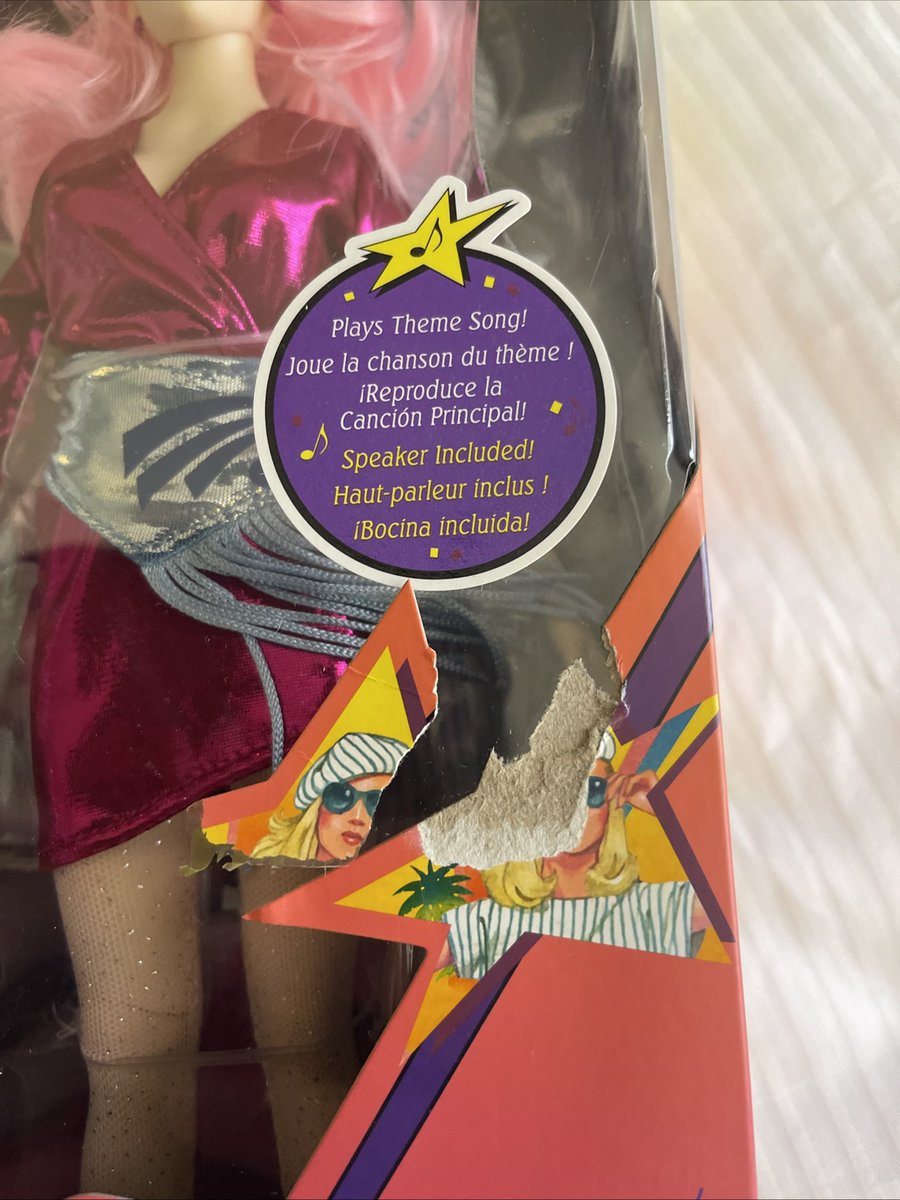 Plays Theme Song!
Joue la chanson du thème !
¡Reproduce la
Canción Principal!
Speaker Included!
Haut-parleur inclus !
¡Bocina incluida!